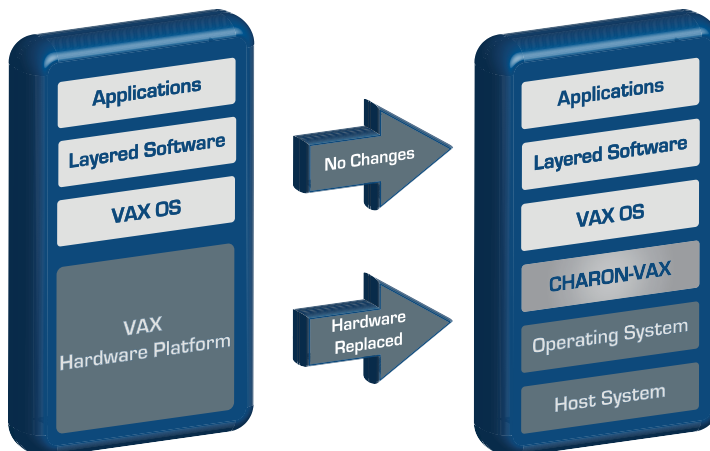 Applications
Layered Software
VAX OS
VAX
Hardware Platform
No Changes
Hardware
Replaced
Applications
Layered Software
VAX OS
CHARON-VAX
Operating System
Host System